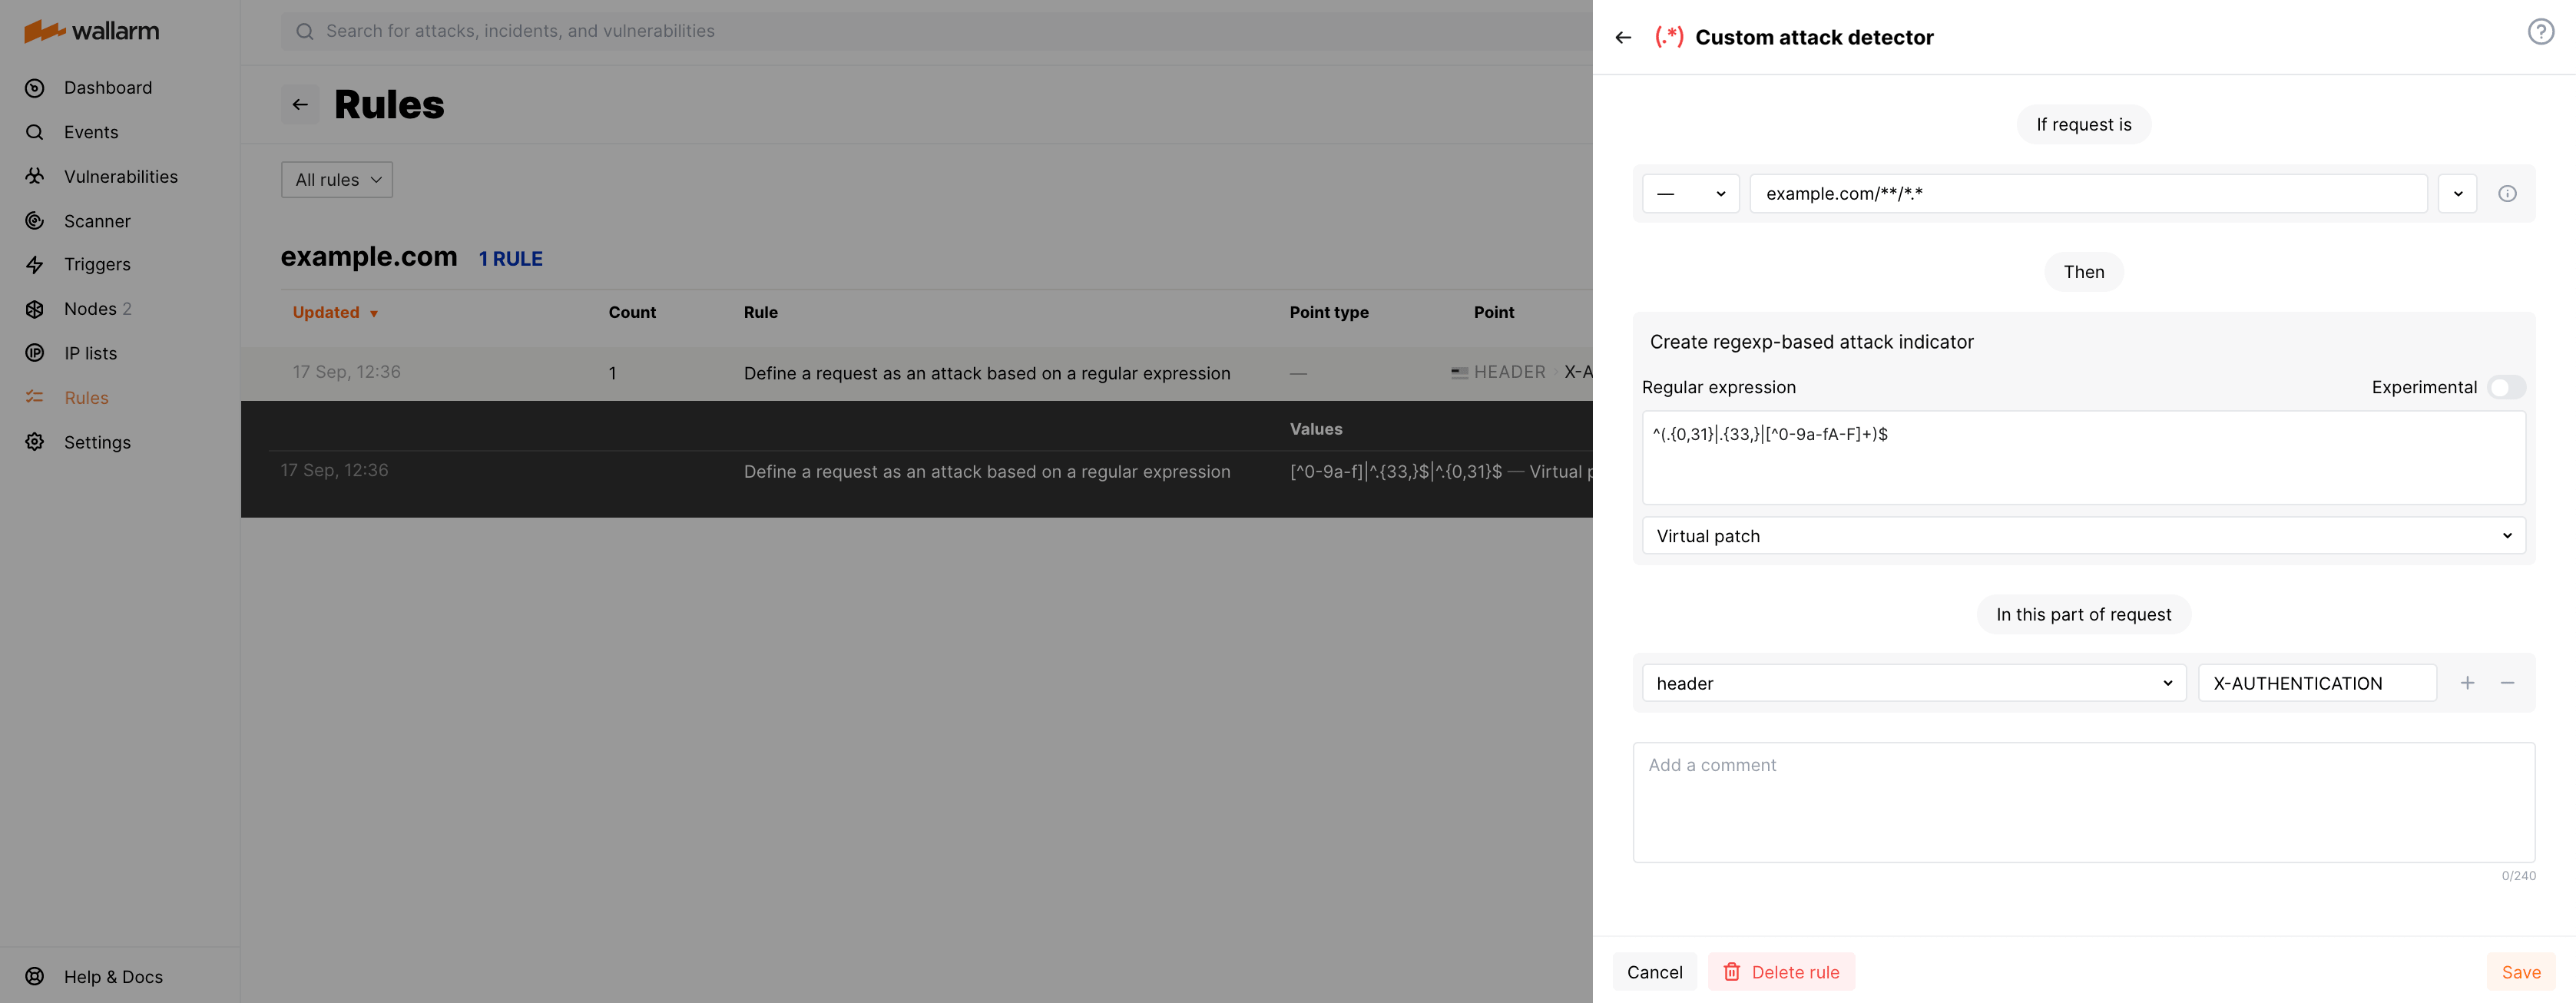 wallarm
Dashboard
Events
Vulnerabilities
Scanner
Triggers
Nodes 2
IP lists
Rules
Settings
Help & Docs
Search for attacks, incidents, and vulnerabilities
Rules
All rules
example.com 1 RULE
Updated ▼ Count Rule Point type Point
17 Sep, 12:36 1 Define a request as an attack based on a regular expression — HEADER › X-A
Values
17 Sep, 12:36 Define a request as an attack based on a regular expression [^0-9a-f]|^.{33,}$|^.{0,31}$ — Virtual p
(.*) Custom attack detector
If request is
— example.com/**/*.*
Then
Create regexp-based attack indicator
Regular expression Experimental
^(.{0,31}|.{33,}|[^0-9a-fA-F]+)$
Virtual patch
In this part of request
header X-AUTHENTICATION
Add a comment
0/240
Cancel Delete rule Save